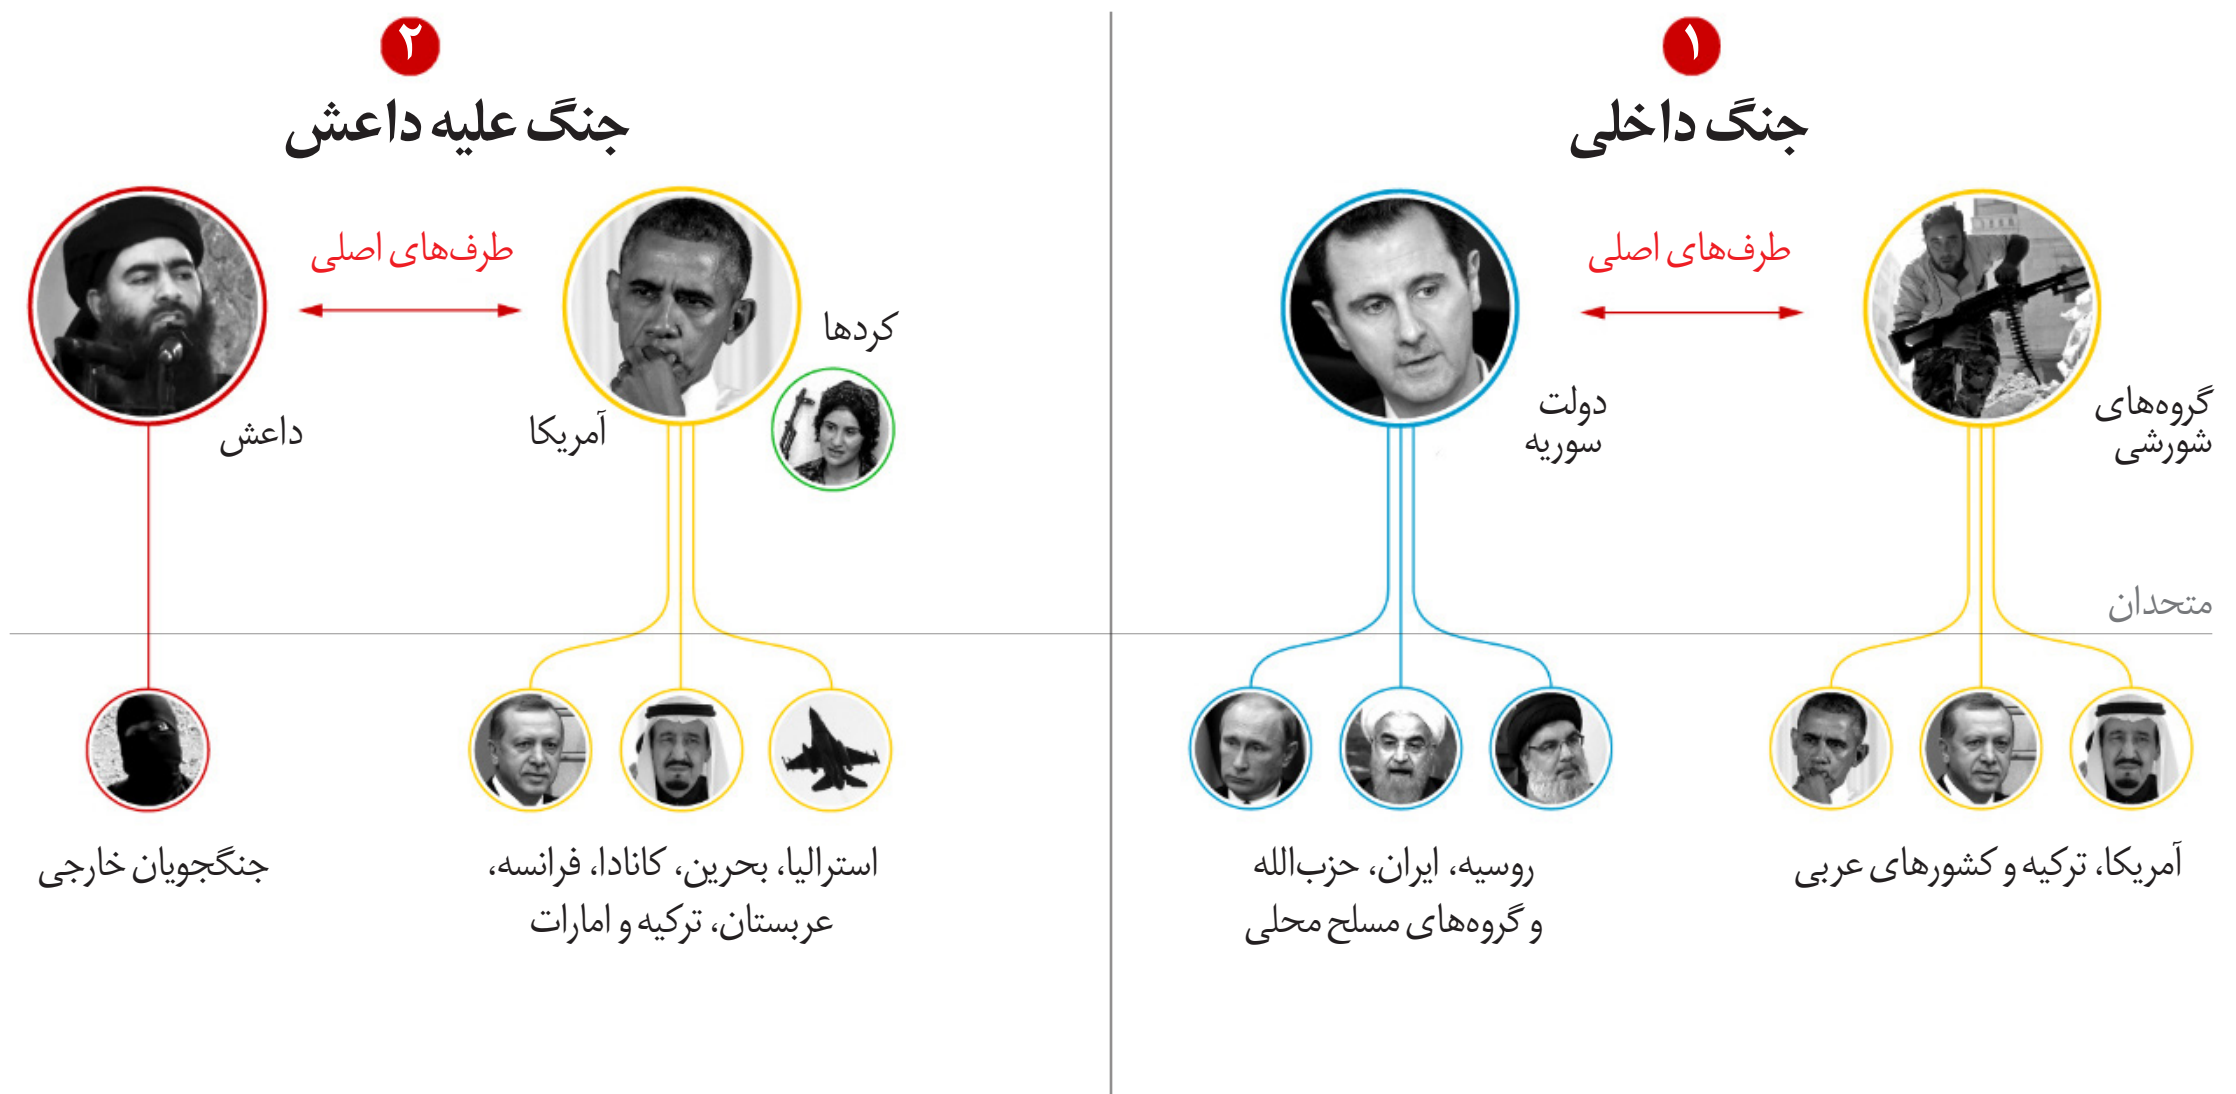 ۱
جنگ داخلی
طرف‌های اصلی
گروه‌های
شورشی
دولت
سوریه
متحدان
آمریکا، ترکیه و کشورهای عربی
روسیه، ایران، حزب‌الله
و گروه‌های مسلح محلی
۲
جنگ علیه داعش
طرف‌های اصلی
کردها
آمریکا
داعش
استرالیا، بحرین، کانادا، فرانسه،
عربستان، ترکیه و امارات
جنگجویان خارجی